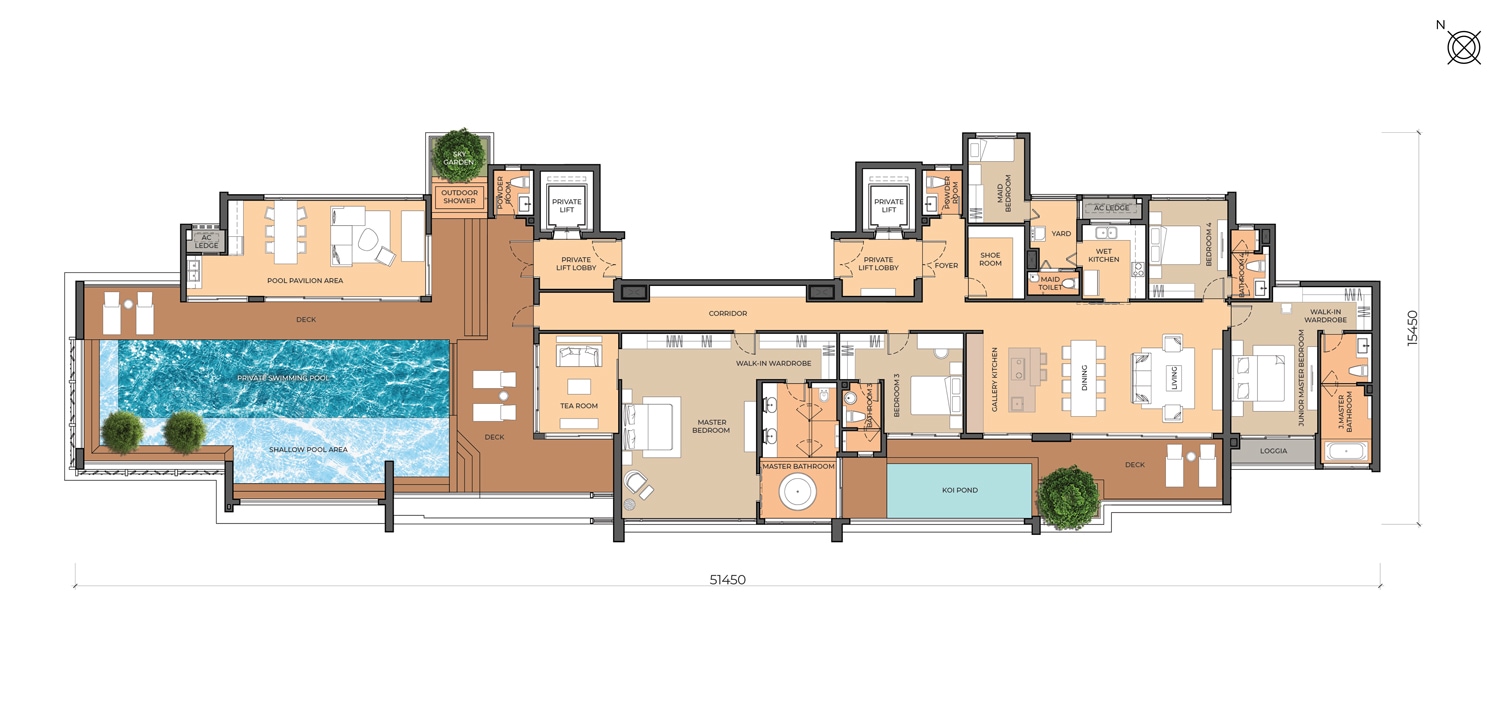 N
SKY
GARDEN
OUTDOOR
SHOWER
POWDER
ROOM
PRIVATE
LIFT
PRIVATE
LIFT
POWDER
ROOM
MAID
BEDROOM
AC LEDGE
YARD
WET
KITCHEN
BEDROOM 4
AC
LEDGE
POOL PAVILION AREA
PRIVATE
LIFT LOBBY
PRIVATE
LIFT LOBBY
FOYER
SHOE
ROOM
MAID
TOILET
BATHROOM 4
DECK
CORRIDOR
WALK-IN
WARDROBE
15450
PRIVATE SWIMMING POOL
WALK-IN WARDROBE
TEA ROOM
MASTER
BEDROOM
BATHROOM 3
BEDROOM 3
GALLERY KITCHEN
DINING
LIVING
JUNIOR MASTER BEDROOM
J.MASTER
BATHROOM
SHALLOW POOL AREA
DECK
MASTER BATHROOM
KOI POND
DECK
LOGGIA
51450